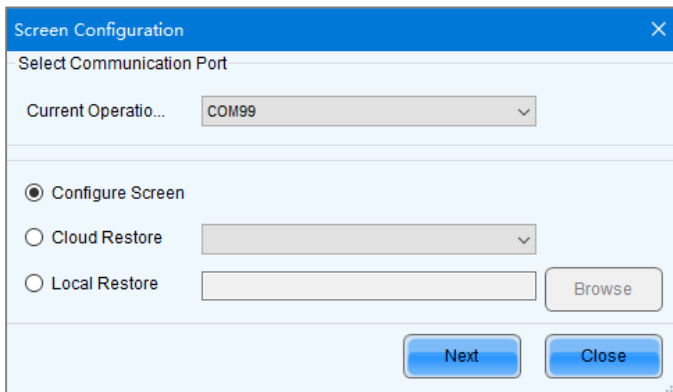 Screen Configuration
Select Communication Port
Current Operatio... COM99
Configure Screen
Cloud Restore
Local Restore Browse
Next Close